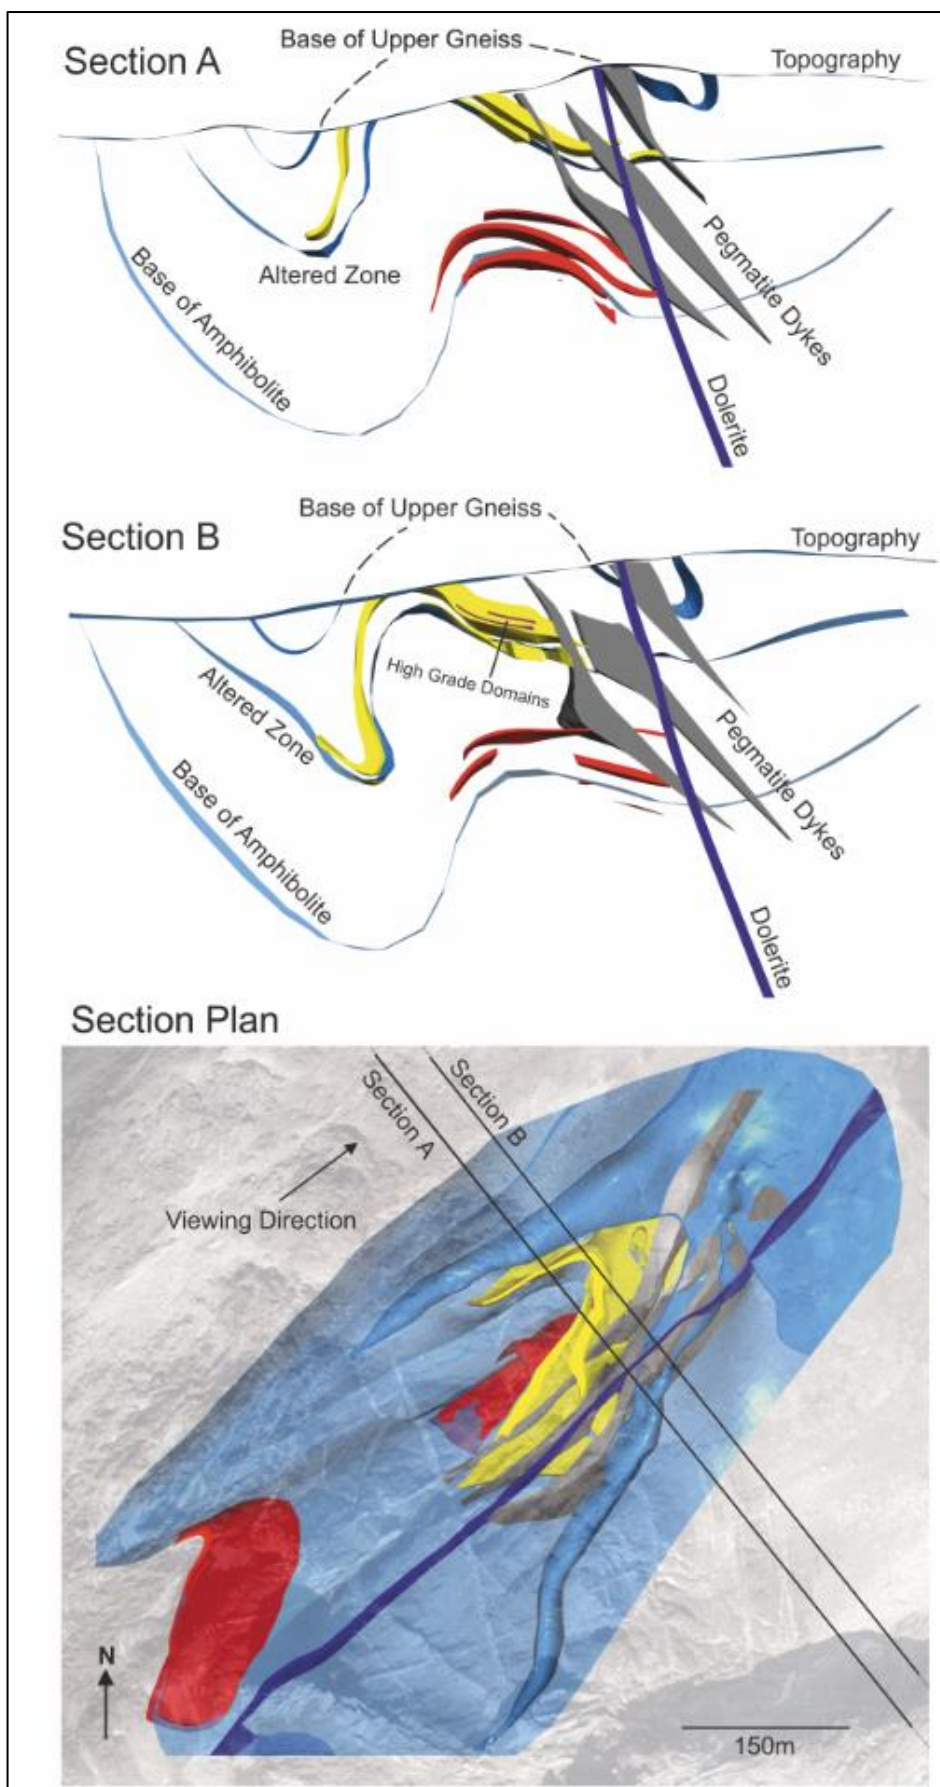 Section A
Base of Upper Gneiss
Topography
Altered Zone
Base of Amphibolite
Pegmatite Dykes
Dolerite
Section B
Base of Upper Gneiss
Topography
High Grade Domains
Altered Zone
Base of Amphibolite
Pegmatite Dykes
Dolerite
Section Plan
Section A
Section B
Viewing Direction
N
150m